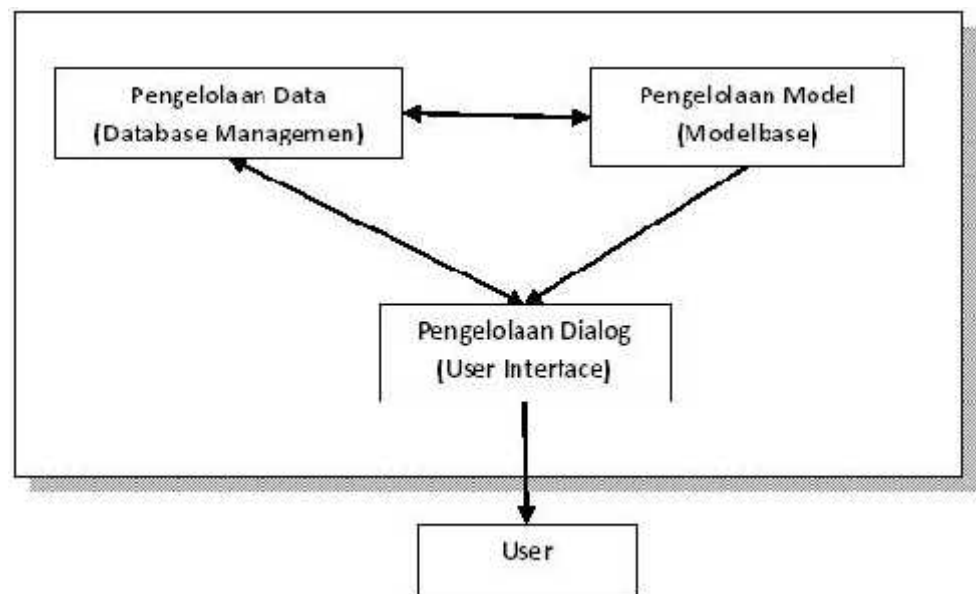 Pengelolaan Data
(Database Managemen)
Pengelolaan Model
(Modelbase)
Pengelolaan Dialog
(User Interface)
User